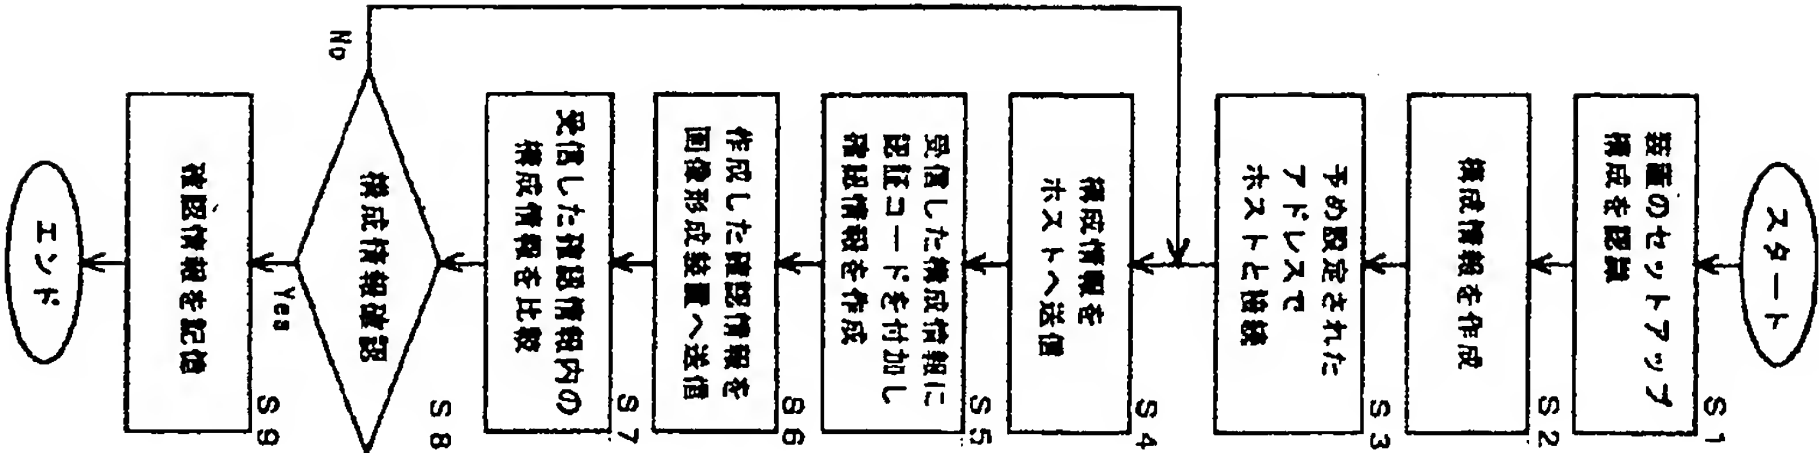 スタート
S1
装置のセットアップ
構成を認識
S2
構成情報を作成
S3
予め設定された
アドレスで
ホストと接続
S4
構成情報を
ホストへ送信
S5
受信した構成情報に
認証コードを付加し
確認情報を作成
S6
作成した確認情報を
画像形成装置へ送信
S7
受信した確認情報内の
構成情報を比較
S8
構成情報確認
No
Yes
S9
確認情報を記憶
エンド